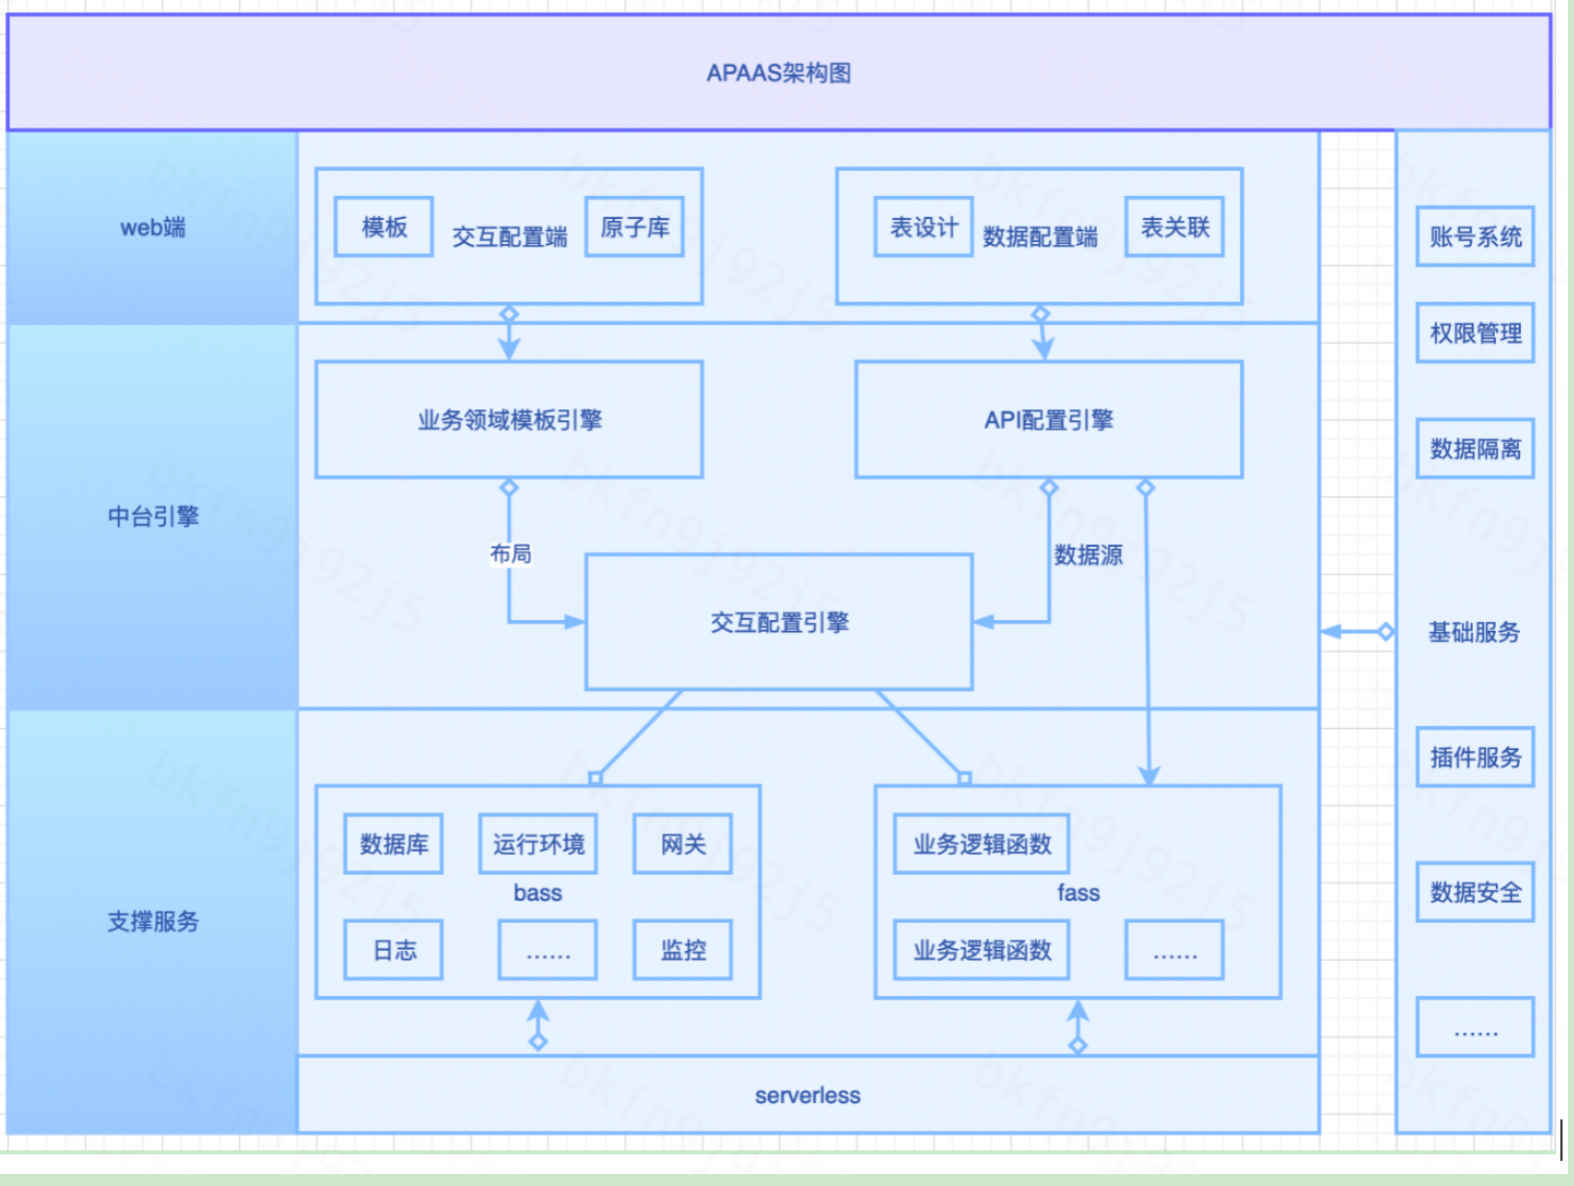 APAAS架构图
web端
模板
交互配置端
原子库
表设计
数据配置端
表关联
中台引擎
业务领域模板引擎
API配置引擎
布局
数据源
交互配置引擎
支撑服务
数据库
运行环境
网关
bass
日志
......
监控
业务逻辑函数
fass
业务逻辑函数
......
serverless
账号系统
权限管理
数据隔离
基础服务
插件服务
数据安全
......
bkfn9j92j5